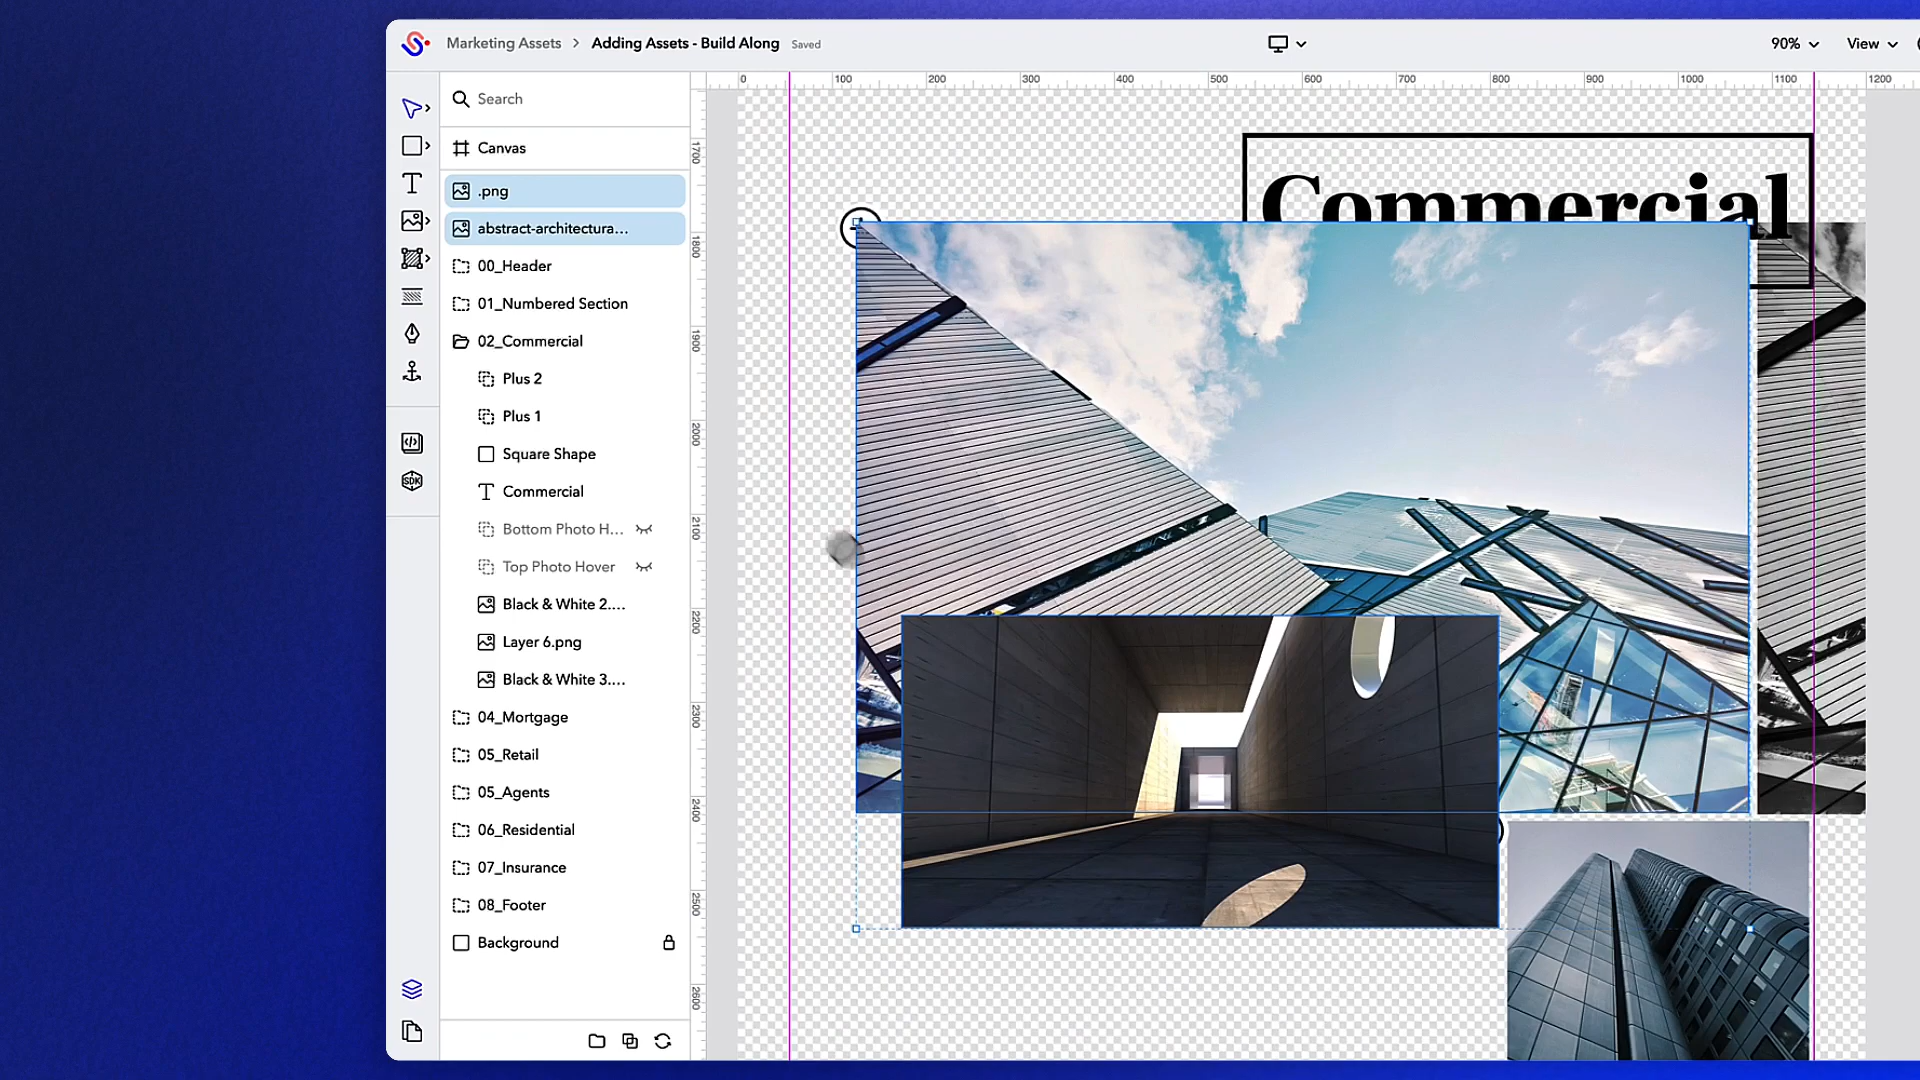 Marketing Assets > Adding Assets - Build Along Saved
90%
View
Search
Canvas
.png
abstract-architectura...
00_Header
01_Numbered Section
02_Commercial
Plus 2
Plus 1
Square Shape
Commercial
Bottom Photo H...
Top Photo Hover
Black & White 2....
Layer 6.png
Black & White 3....
04_Mortgage
05_Retail
05_Agents
06_Residential
07_Insurance
08_Footer
Background
SDK
0 100 200 300 400 500 600 700 800 900 1000 1100 1200
1700
1800
1900
2000
2100
2200
2300
2400
2500
2600
Commercial